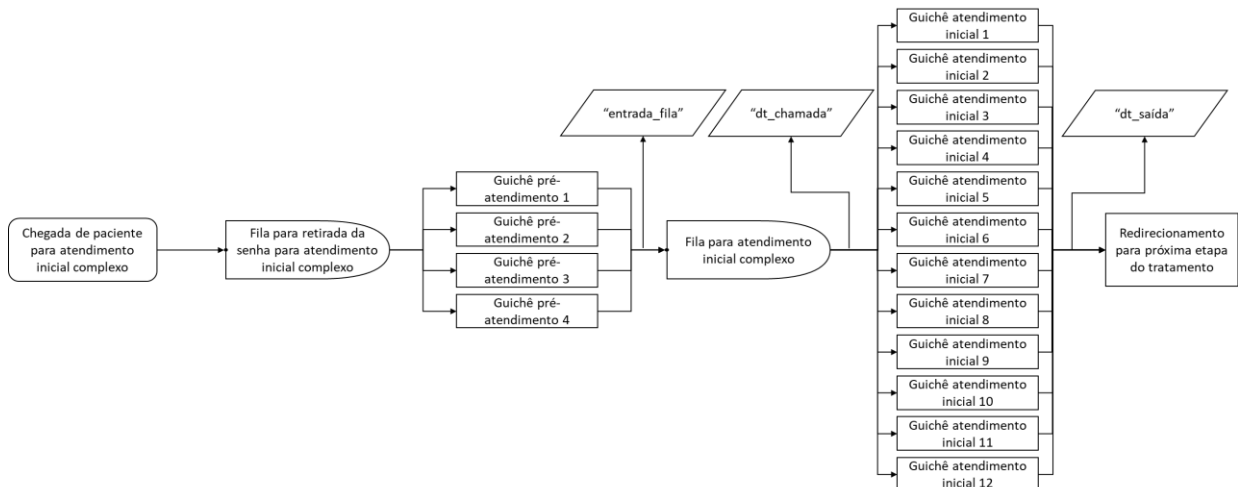 Chegada de paciente
para atendimento
inicial complexo
Fila para retirada da
senha para atendimento
inicial complexo
Guichê pré-
atendimento 1
Guichê pré-
atendimento 2
Guichê pré-
atendimento 3
Guichê pré-
atendimento 4
“entrada_fila”
Fila para atendimento
inicial complexo
“dt_chamada”
Guichê atendimento
inicial 1
Guichê atendimento
inicial 2
Guichê atendimento
inicial 3
Guichê atendimento
inicial 4
Guichê atendimento
inicial 5
Guichê atendimento
inicial 6
Guichê atendimento
inicial 7
Guichê atendimento
inicial 8
Guichê atendimento
inicial 9
Guichê atendimento
inicial 10
Guichê atendimento
inicial 11
Guichê atendimento
inicial 12
“dt_saída”
Redirecionamento
para próxima etapa
do tratamento